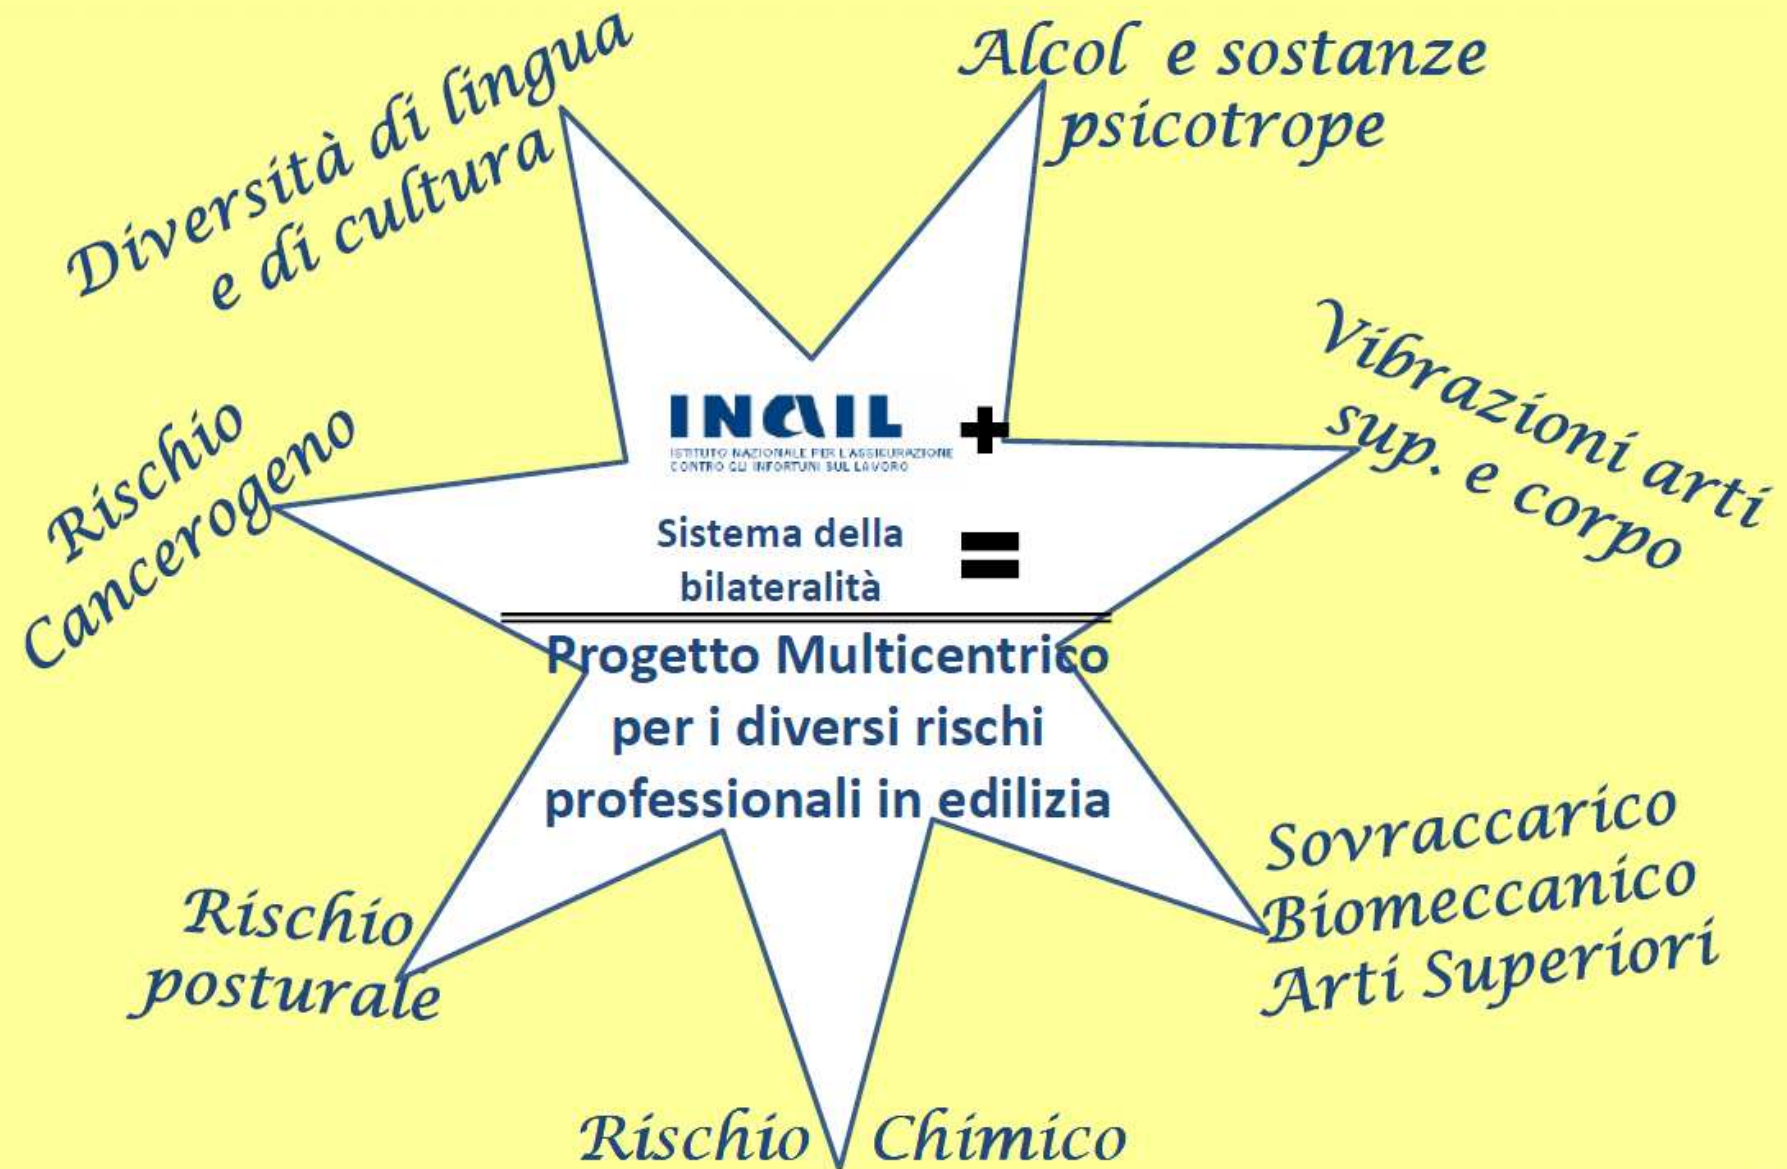 Diversità di lingua
e di cultura
Alcol e sostanze
psicotrope
Vibrazioni arti
sup. e corpo
Rischio
Cancerogeno
INAIL +
ISTITUTO NAZIONALE PER L'ASSICURAZIONE
CONTRO GLI INFORTUNI SUL LAVORO
Sistema della
bilateralità =
Progetto Multicentrico
per i diversi rischi
professionali in edilizia
Sovraccarico
Biomeccanico
Arti Superiori
Rischio
posturale
Rischio Chimico